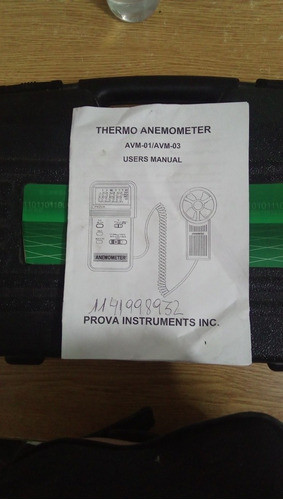 THERMO ANEMOMETER
AVM-01/AVM-03
USERS MANUAL
ANEMOMETER
1141998932
PROVA INSTRUMENTS INC.